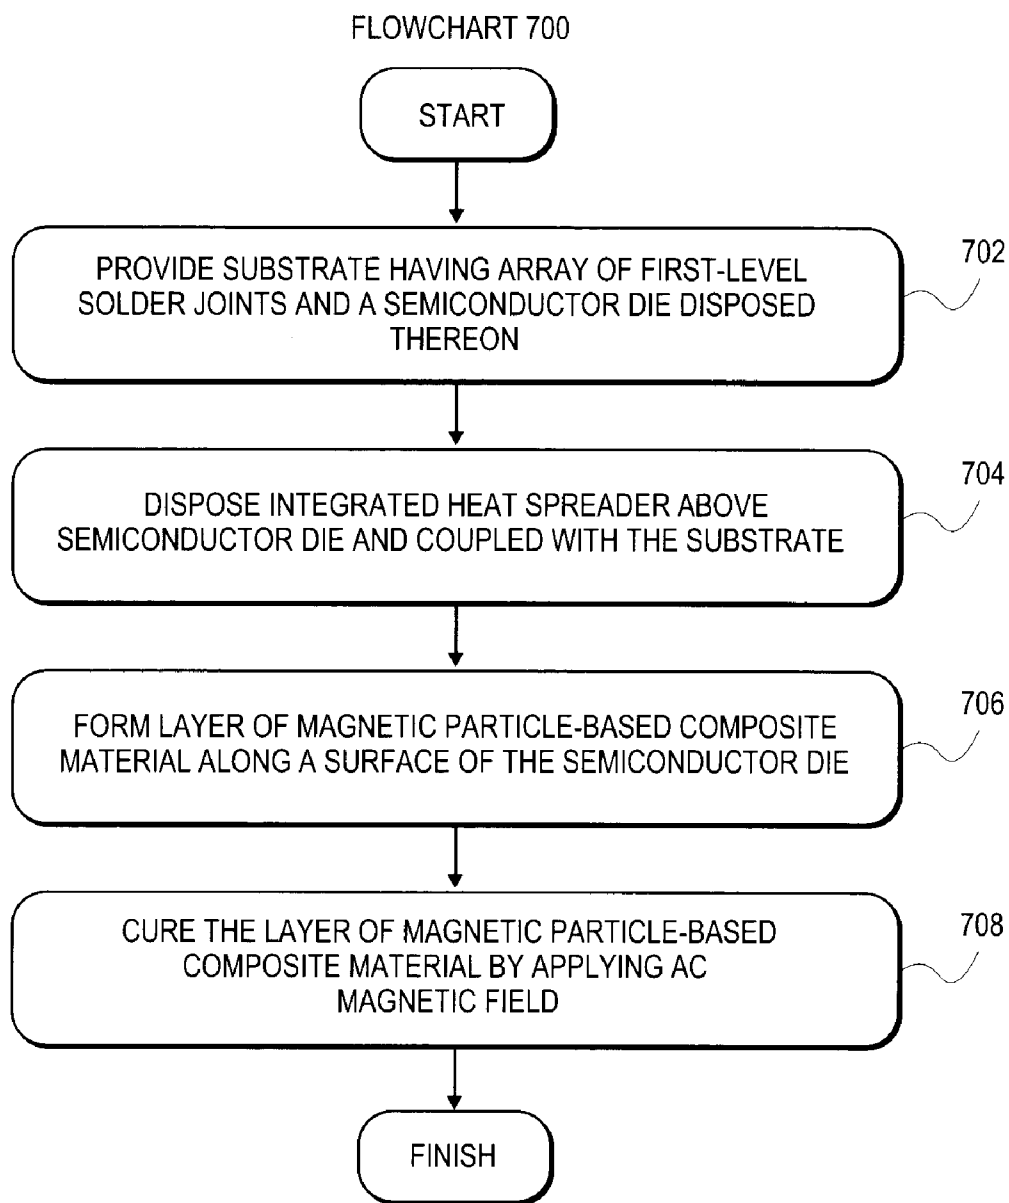 FLOWCHART 700
START
PROVIDE SUBSTRATE HAVING ARRAY OF FIRST-LEVEL
SOLDER JOINTS AND A SEMICONDUCTOR DIE DISPOSED
THEREON
702
DISPOSE INTEGRATED HEAT SPREADER ABOVE
SEMICONDUCTOR DIE AND COUPLED WITH THE SUBSTRATE
704
FORM LAYER OF MAGNETIC PARTICLE-BASED COMPOSITE
MATERIAL ALONG A SURFACE OF THE SEMICONDUCTOR DIE
706
CURE THE LAYER OF MAGNETIC PARTICLE-BASED
COMPOSITE MATERIAL BY APPLYING AC
MAGNETIC FIELD
708
FINISH